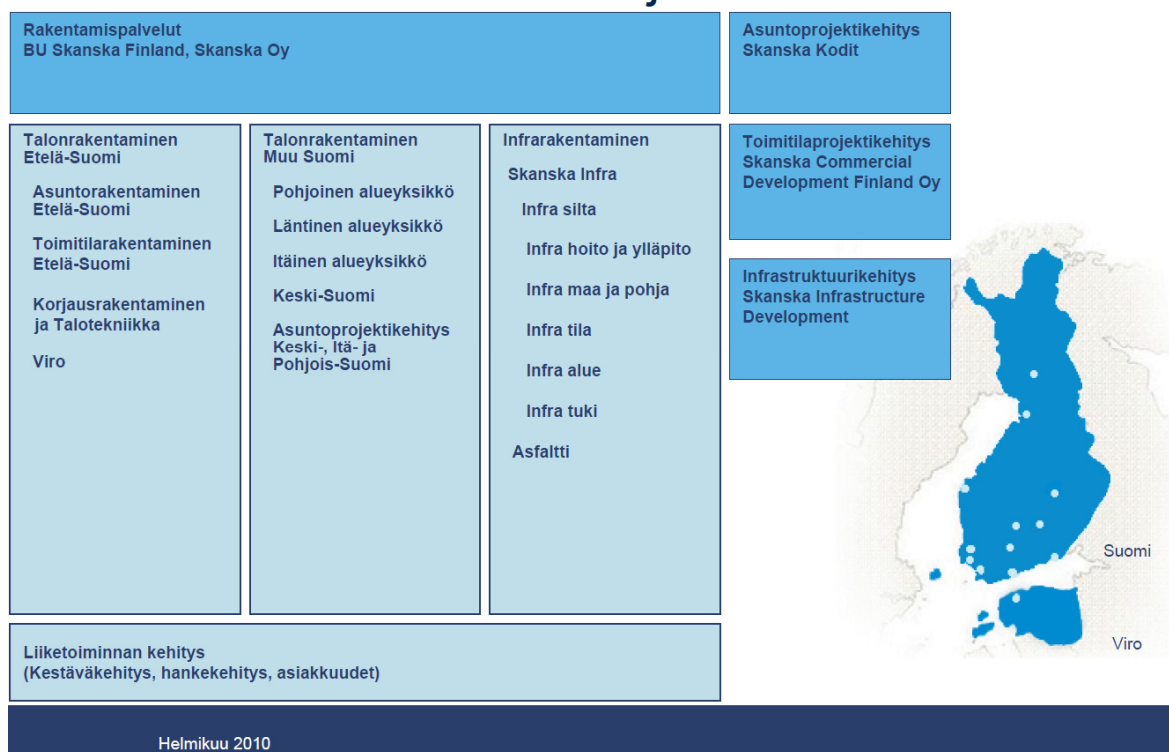 Rakentamispalvelut
BU Skanska Finland, Skanska Oy
Asuntoprojektikehitys
Skanska Kodit
Talonrakentaminen
Etelä-Suomi
Asuntorakentaminen
Etelä-Suomi
Toimitilarakentaminen
Etelä-Suomi
Korjausrakentaminen
ja Talotekniikka
Viro
Talonrakentaminen
Muu Suomi
Pohjoinen alueyksikkö
Läntinen alueyksikkö
Itäinen alueyksikkö
Keski-Suomi
Asuntoprojektikehitys
Keski-, Itä- ja
Pohjois-Suomi
Infrarakentaminen
Skanska Infra
Infra silta
Infra hoito ja ylläpito
Infra maa ja pohja
Infra tila
Infra alue
Infra tuki
Asfaltti
Toimitilaprojektikehitys
Skanska Commercial
Development Finland Oy
Infrastruktuurikehitys
Skanska Infrastructure
Development
Suomi
Viro
Liiketoiminnan kehitys
(Kestäväkehitys, hankekehitys, asiakkuudet)
Helmikuu 2010